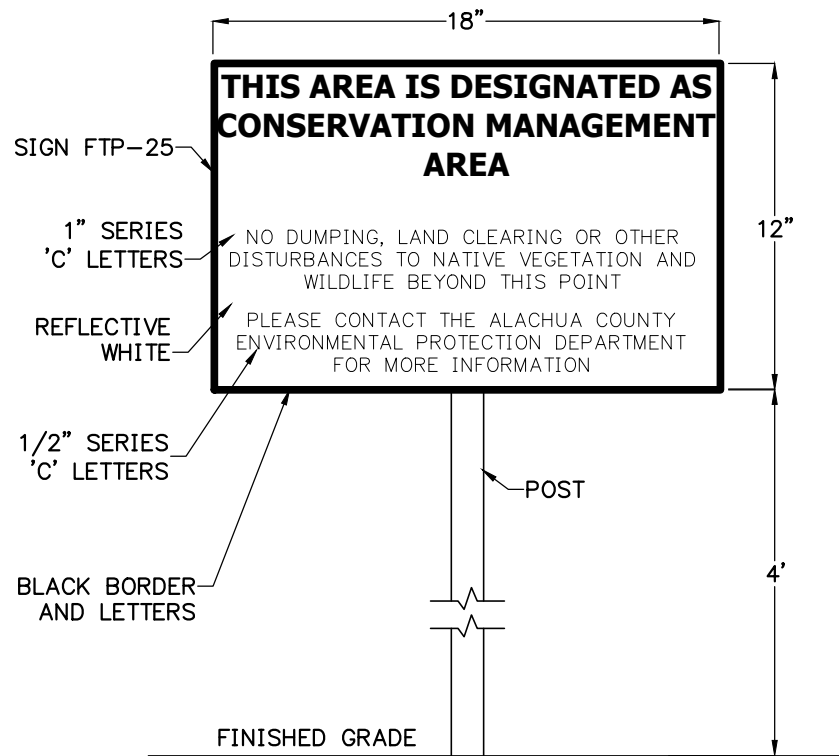 18"
THIS AREA IS DESIGNATED AS
CONSERVATION MANAGEMENT
AREA
SIGN FTP-25
1" SERIES
'C' LETTERS
NO DUMPING, LAND CLEARING OR OTHER
DISTURBANCES TO NATIVE VEGETATION AND
WILDLIFE BEYOND THIS POINT
12"
REFLECTIVE
WHITE
PLEASE CONTACT THE ALACHUA COUNTY
ENVIRONMENTAL PROTECTION DEPARTMENT
FOR MORE INFORMATION
1/2" SERIES
'C' LETTERS
POST
BLACK BORDER
AND LETTERS
4'
FINISHED GRADE